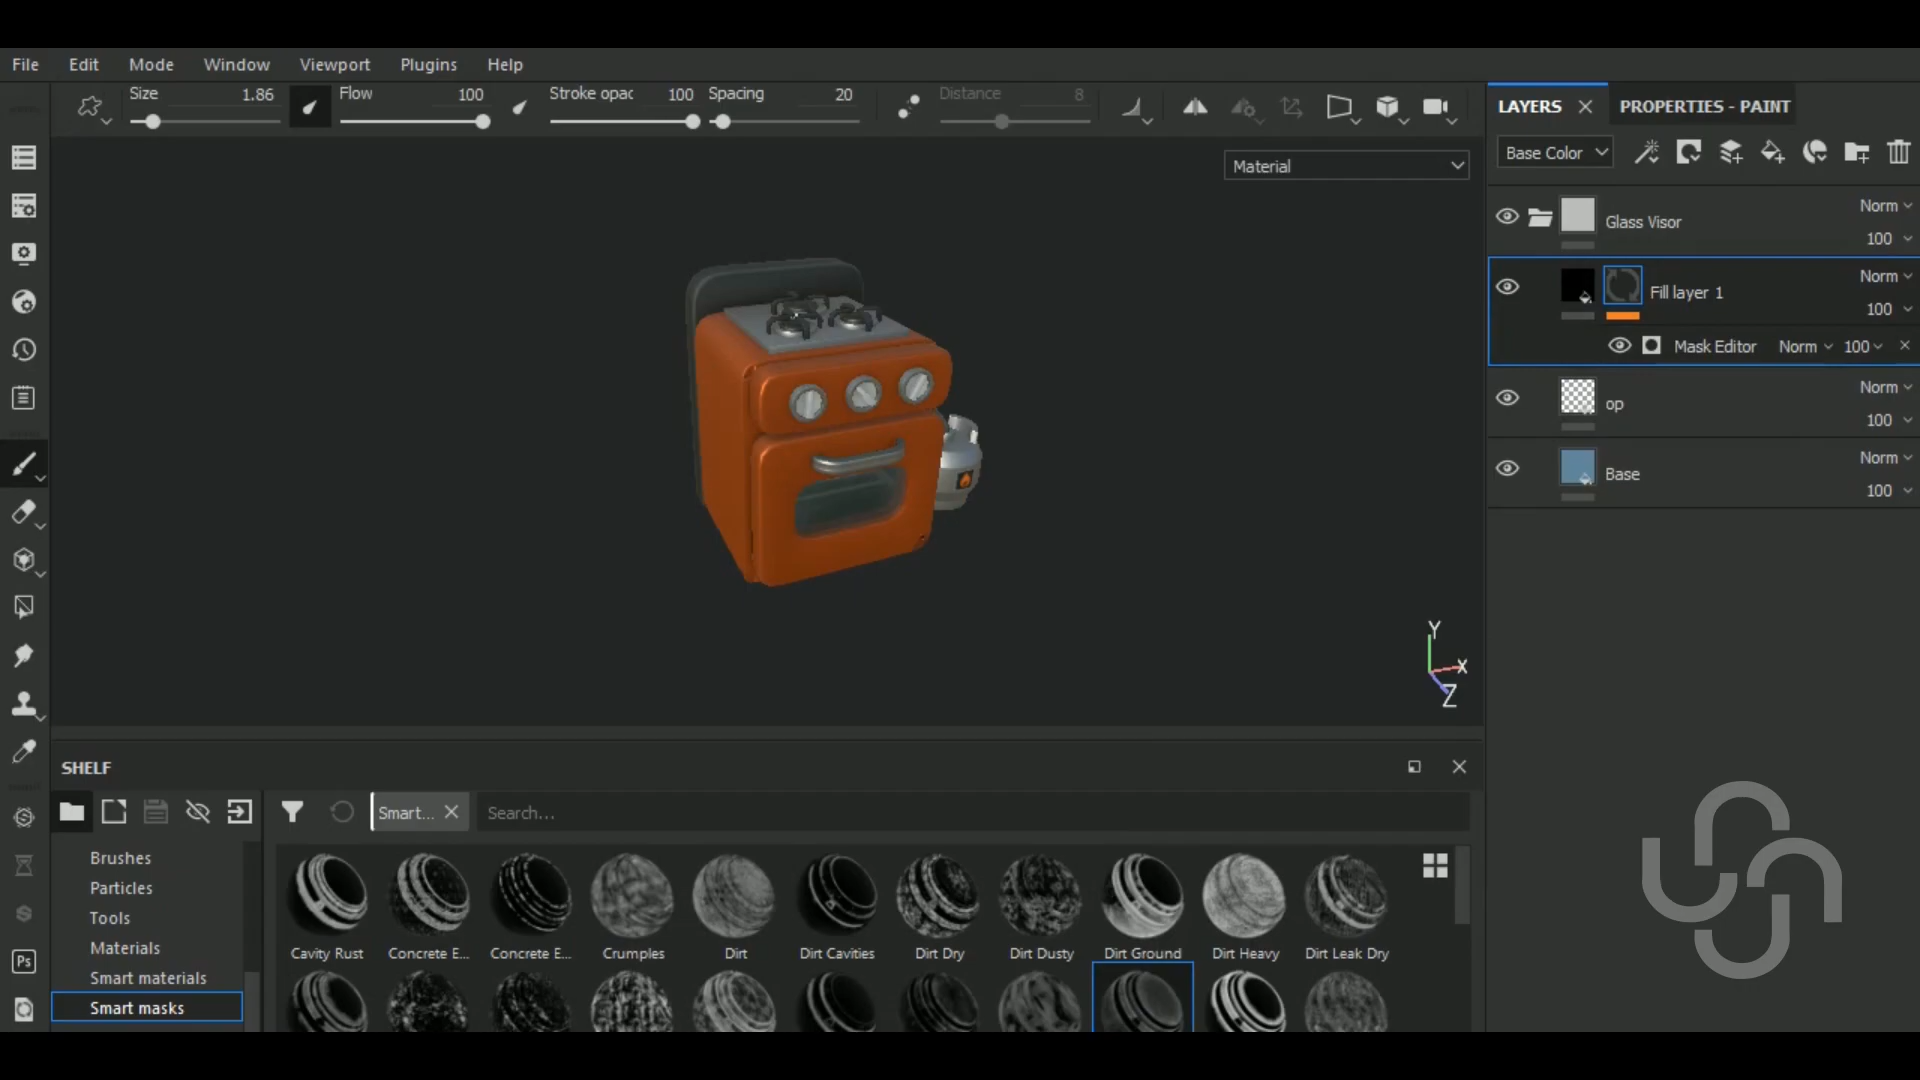 File Edit Mode Window Viewport Plugins Help
Size 1.86 Flow 100 Stroke opac 100 Spacing 20 Distance 8
LAYERS PROPERTIES - PAINT
Base Color
Material
Glass Visor Norm
100
Fill layer 1 Norm
100
Mask Editor Norm 100
op Norm
100
Base Norm
100
Y
X
Z
SHELF
Smart... Search...
Brushes
Particles
Tools
Materials
Smart materials
Smart masks
Cavity Rust Concrete E... Concrete E... Crumples Dirt Dirt Cavities Dirt Dry Dirt Dusty Dirt Ground Dirt Heavy Dirt Leak Dry
Ps